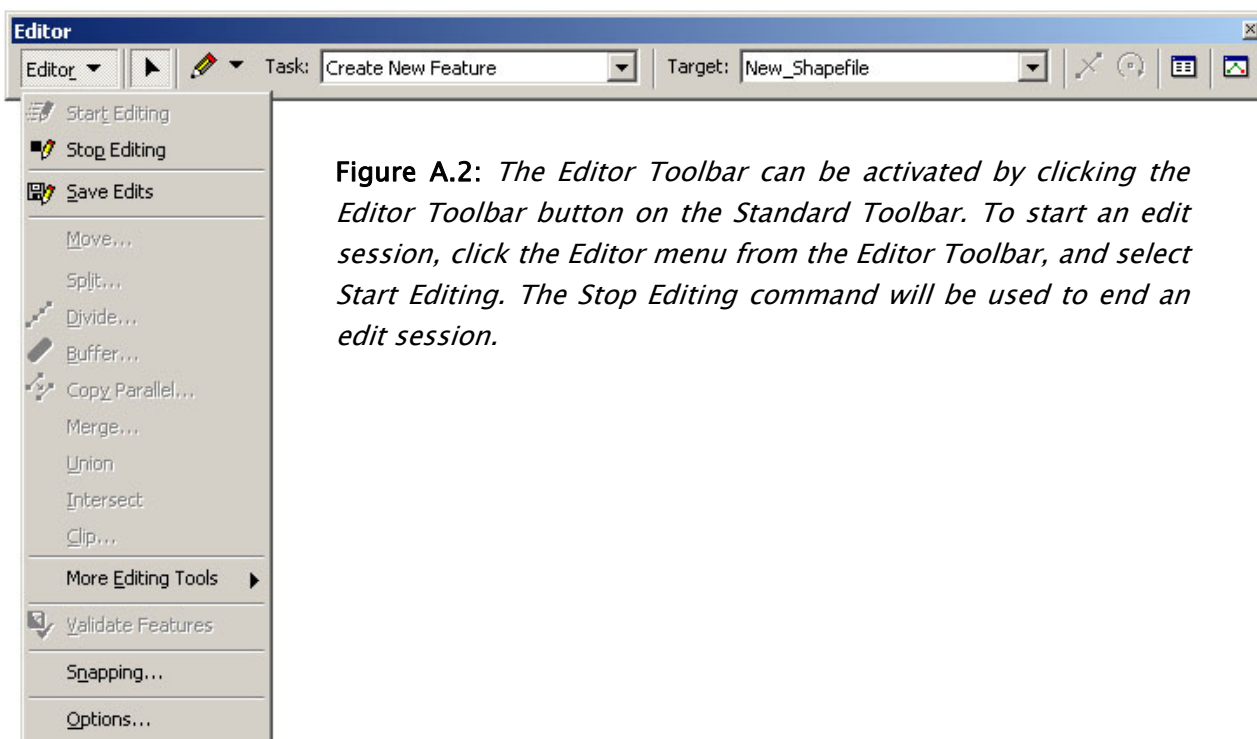 Editor
Editor Task: Create New Feature Target: New_Shapefile
Start Editing
Stop Editing
Save Edits
Move...
Split...
Divide...
Buffer...
Copy Parallel...
Merge...
Union
Intersect
Clip...
More Editing Tools
Validate Features
Snapping...
Options...
Figure A.2: The Editor Toolbar can be activated by clicking the
Editor Toolbar button on the Standard Toolbar. To start an edit
session, click the Editor menu from the Editor Toolbar, and select
Start Editing. The Stop Editing command will be used to end an
edit session.